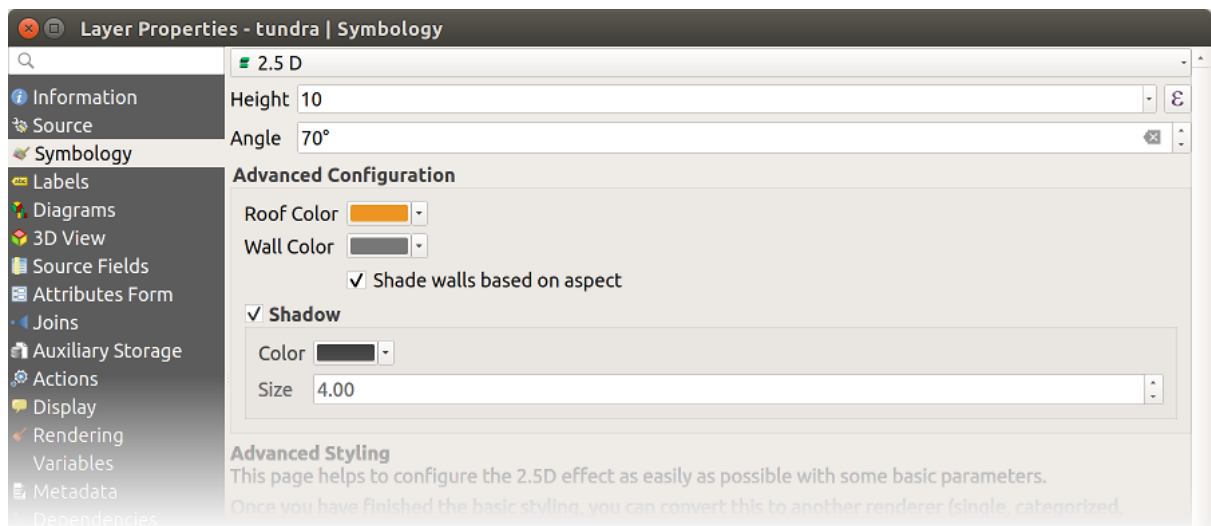 Layer Properties - tundra | Symbology
2.5 D
Information
Height 10 ε
Source
Angle 70°
Symbology
Advanced Configuration
Labels
Diagrams
Roof Color
3D View
Wall Color
Source Fields
Shade walls based on aspect
Attributes Form
Shadow
Joins
Auxiliary Storage
Color
Actions
Size 4.00
Display
Rendering
Advanced Styling
Variables
This page helps to configure the 2.5D effect as easily as possible with some basic parameters.
Metadata
Once you have finished the basic styling, you can convert this to another renderer (single, categorized,
Dependencies